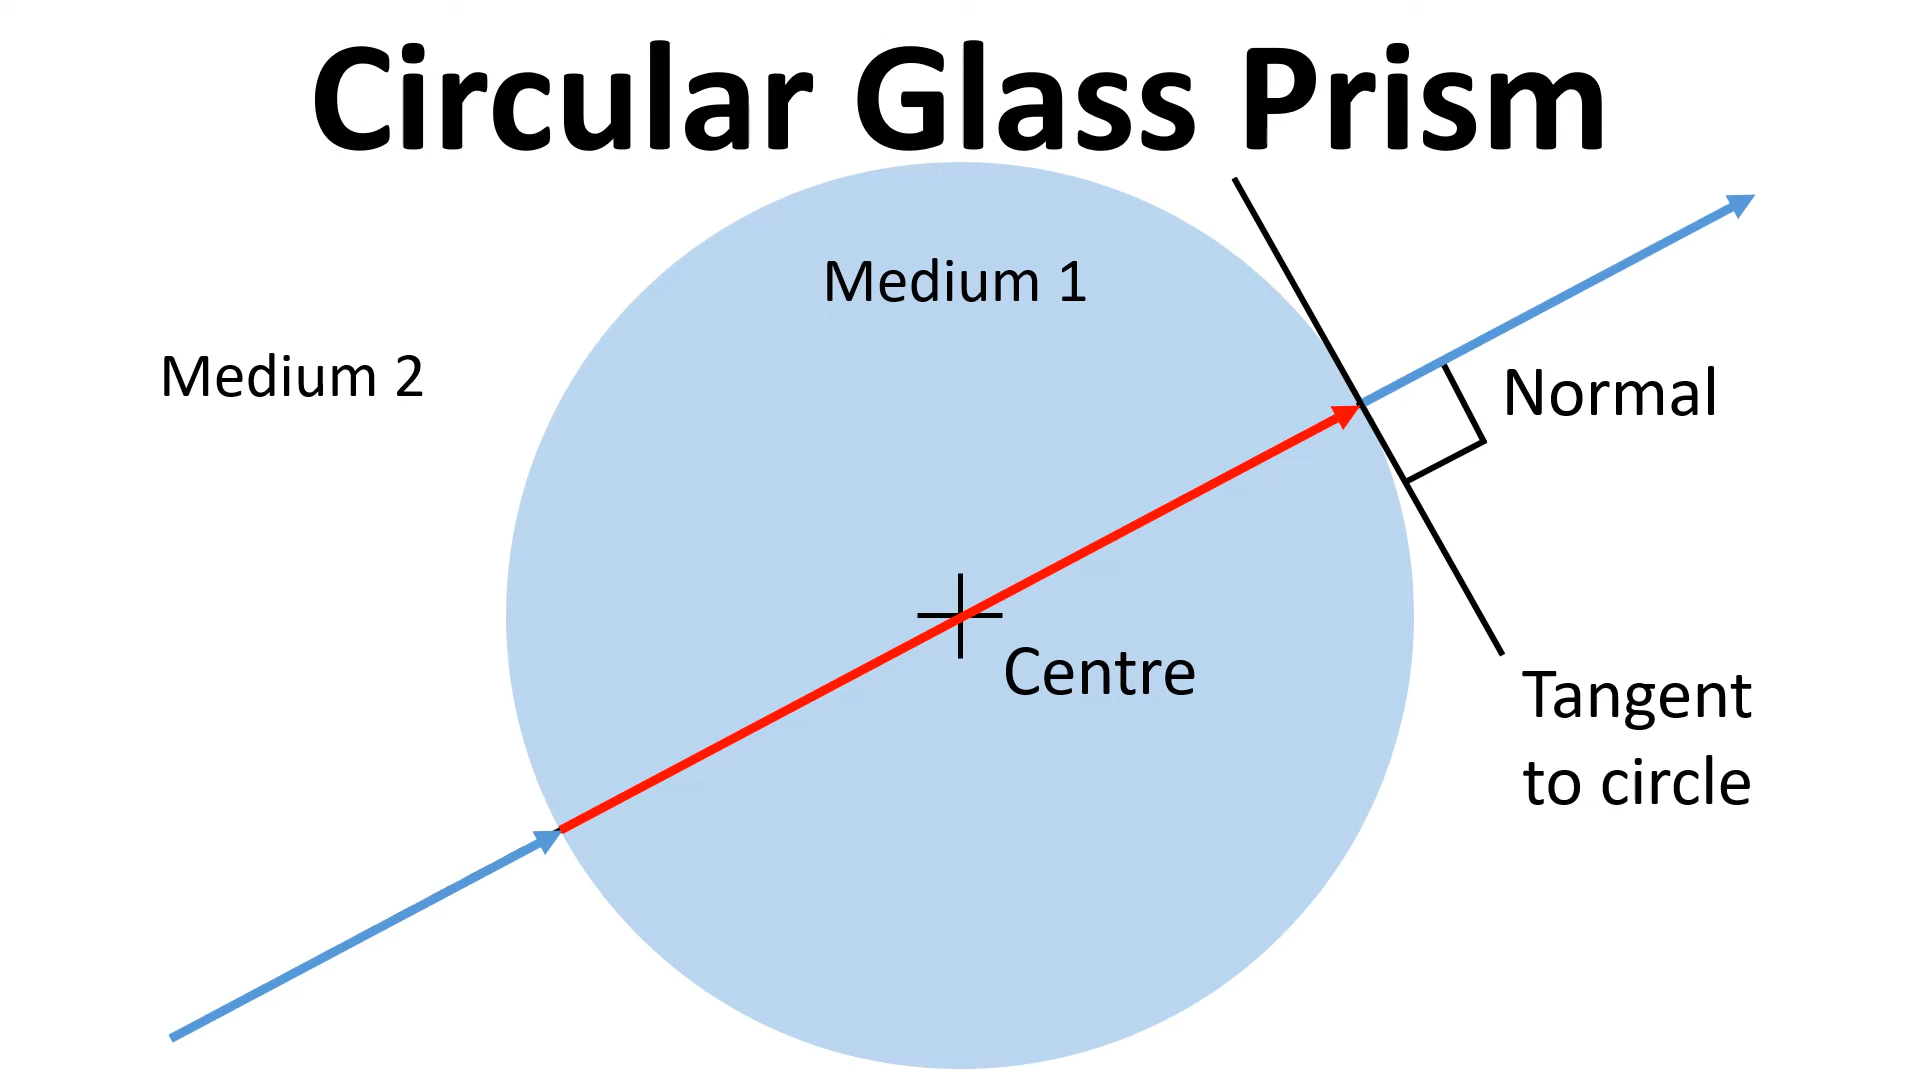 Circular Glass Prism
Medium 1
Medium 2
Normal
Centre
Tangent
to circle